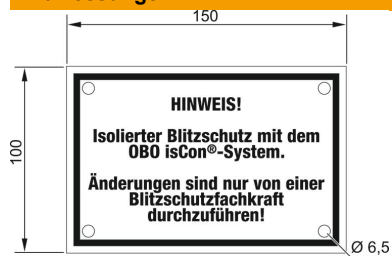 150
100
HINWEIS!
Isolierter Blitzschutz mit dem
OBO isCon®-System.
Änderungen sind nur von einer
Blitzschutzfachkraft
durchzuführen!
Ø 6,5